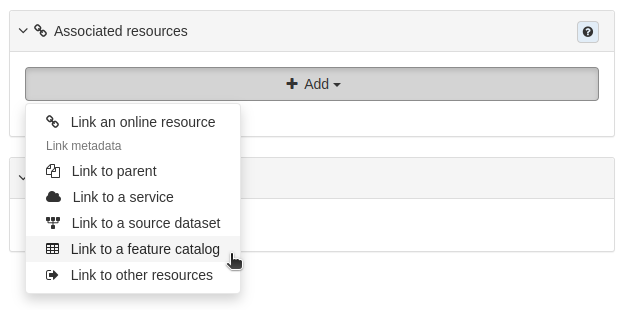 Associated resources
Add
Link an online resource
Link metadata
Link to parent
Link to a service
Link to a source dataset
Link to a feature catalog
Link to other resources